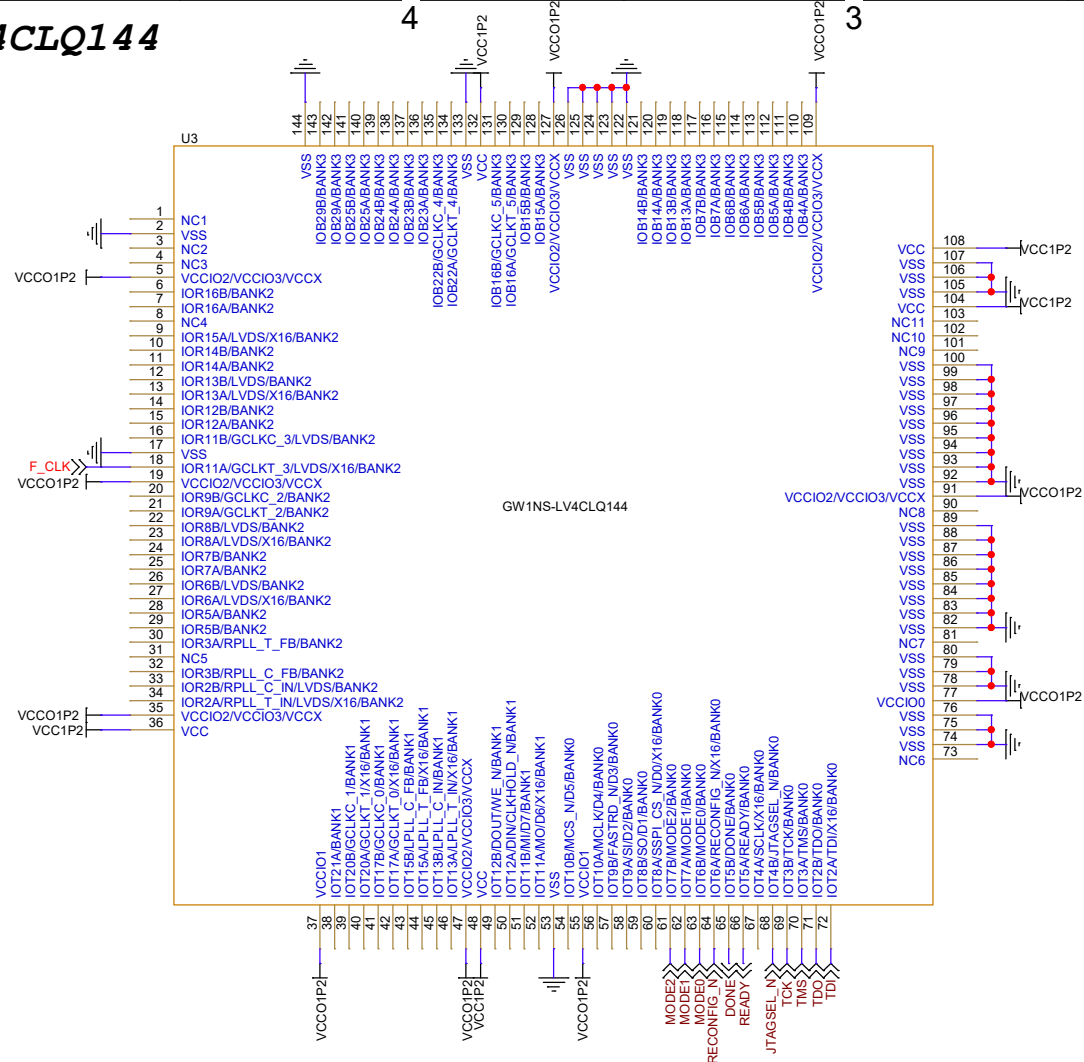 4CLQ144
4
3
VCC1P2
VCCO1P2
VCCO1P2
U3
144
143
142
141
140
139
138
137
136
135
134
133
132
131
130
129
128
127
126
125
124
123
122
121
120
119
118
117
116
115
114
113
112
111
110
109
VSS
IOB29B/BANK3
IOB29A/BANK3
IOB25B/BANK3
IOB25A/BANK3
IOB24B/BANK3
IOB24A/BANK3
IOB23B/BANK3
IOB23A/BANK3
IOB22B/GCLKC_4/BANK3
IOB22A/GCLKT_4/BANK3
VSS
VCC
IOB16B/GCLKC_5/BANK3
IOB16A/GCLKT_5/BANK3
IOB15B/BANK3
IOB15A/BANK3
VCCIO2/VCCIO3/VCCX
VSS
VSS
VSS
VSS
VSS
IOB14B/BANK3
IOB14A/BANK3
IOB13B/BANK3
IOB13A/BANK3
IOB7B/BANK3
IOB7A/BANK3
IOB6B/BANK3
IOB6A/BANK3
IOB5B/BANK3
IOB5A/BANK3
IOB4B/BANK3
IOB4A/BANK3
VCCIO2/VCCIO3/VCCX
1 NC1
2 VSS
3 NC2
4 NC3
VCCO1P2 5 VCCIO2/VCCIO3/VCCX
6 IOR16B/BANK2
7 IOR16A/BANK2
8 NC4
9 IOR15A/LVDS/X16/BANK2
10 IOR14B/BANK2
11 IOR14A/BANK2
12 IOR13B/LVDS/BANK2
13 IOR13A/LVDS/X16/BANK2
14 IOR12B/BANK2
15 IOR12A/BANK2
16 IOR11B/GCLKC_3/LVDS/BANK2
17 VSS
F_CLK 18 IOR11A/GCLKT_3/LVDS/X16/BANK2
VCCO1P2 19 VCCIO2/VCCIO3/VCCX
20 IOR9B/GCLKC_2/BANK2
21 IOR9A/GCLKT_2/BANK2
22 IOR8B/LVDS/BANK2
23 IOR8A/LVDS/X16/BANK2
24 IOR7B/BANK2
25 IOR7A/BANK2
26 IOR6B/LVDS/BANK2
27 IOR6A/LVDS/X16/BANK2
28 IOR5A/BANK2
29 IOR5B/BANK2
30 IOR3A/RPLL_T_FB/BANK2
31 NC5
32 IOR3B/RPLL_C_FB/BANK2
33 IOR2B/RPLL_C_IN/LVDS/BANK2
34 IOR2A/RPLL_T_IN/LVDS/X16/BANK2
VCCO1P2 35 VCCIO2/VCCIO3/VCCX
VCC1P2 36 VCC
GW1NS-LV4CLQ144
VCC 108 VCC1P2
VSS 107
VSS 106
VSS 105
VCC 104 VCC1P2
NC11 103
NC10 102
NC9 101
VSS 100
VSS 99
VSS 98
VSS 97
VSS 96
VSS 95
VSS 94
VSS 93
VSS 92
VCCIO2/VCCIO3/VCCX 91 VCCO1P2
NC8 90
VSS 89
VSS 88
VSS 87
VSS 86
VSS 85
VSS 84
VSS 83
VSS 82
NC7 81
VSS 80
VSS 79
VSS 78
VCCIO0 77 VCCO1P2
VSS 76
VSS 75
VSS 74
NC6 73
VCCIO1
IOT21A/BANK1
IOT20B/GCLKC_1/BANK1
IOT20A/GCLKT_1/X16/BANK1
IOT17B/GCLKC_0/BANK1
IOT17A/GCLKT_0/X16/BANK1
IOT15B/LPLL_C_FB/BANK1
IOT15A/LPLL_T_FB/X16/BANK1
IOT13B/LPLL_C_IN/BANK1
IOT13A/LPLL_T_IN/X16/BANK1
VCCIO2/VCCIO3/VCCX
VCC
IOT12B/DOUT/WE_N/BANK1
IOT12A/DIN/CLKHOLD_N/BANK1
IOT11B/MI/D7/BANK1
IOT11A/MO/D6/X16/BANK1
VSS
IOT10B/MCS_N/D5/BANK0
VCCIO1
IOT10A/MCLK/D4/BANK0
IOT9B/FASTRD_N/D3/BANK0
IOT9A/SI/D2/BANK0
IOT8B/SO/D1/BANK0
IOT8A/SSPI_CS_N/D0/X16/BANK0
IOT7B/MODE2/BANK0
IOT7A/MODE1/BANK0
IOT6B/MODE0/BANK0
IOT6A/RECONFIG_N/X16/BANK0
IOT5B/DONE/BANK0
IOT5A/READY/BANK0
IOT4A/SCLK/X16/BANK0
IOT4B/JTAGSEL_N/BANK0
IOT3B/TCK/BANK0
IOT3A/TMS/BANK0
IOT2B/TDO/BANK0
IOT2A/TDI/X16/BANK0
37
38
39
40
41
42
43
44
45
46
47
48
49
50
51
52
53
54
55
56
57
58
59
60
61
62
63
64
65
66
67
68
69
70
71
72
VCCO1P2
VCCO1P2
VCC1P2
VCCO1P2
MODE2
MODE1
MODE0
RECONFIG_N
DONE
READY
JTAGSEL_N
TCK
TMS
TDO
TDI